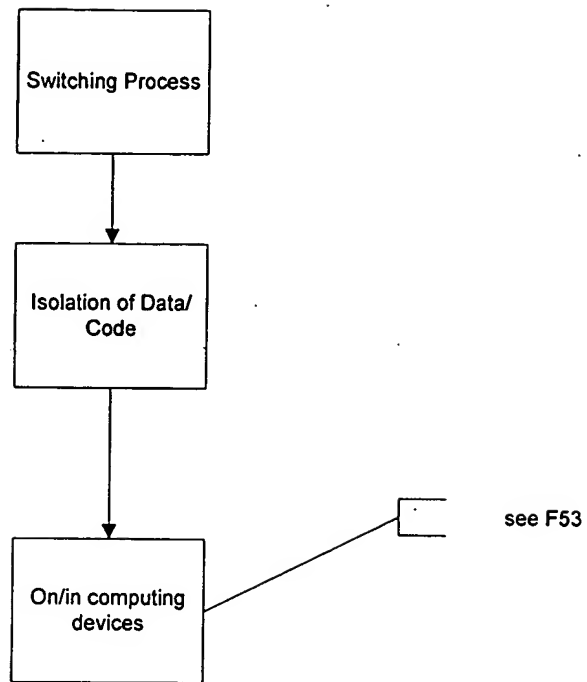 Switching Process
Isolation of Data/
Code
see F53
On/in computing
devices